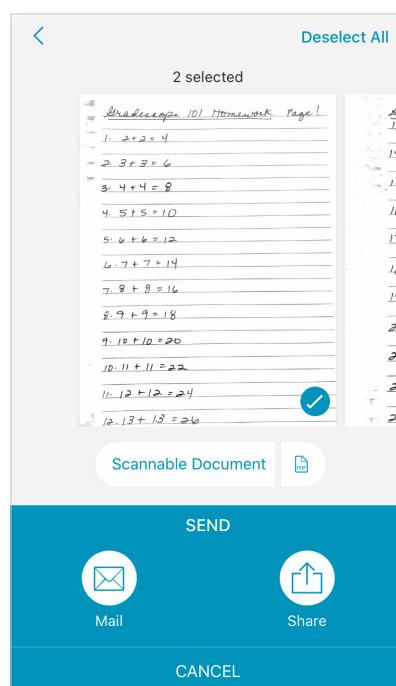 Deselect All
2 selected
Gradescope 101 Homework Page 1
1. 2+2=4
2. 3+3=6
3. 4+4=8
4. 5+5=10
5. 6+6=12
6. 7+7=14
7. 8+8=16
8. 9+9=18
9. 10+10=20
10. 11+11=22
11. 12+12=24
12. 13+13=26
Scannable Document
PDF
SEND
Mail
Share
CANCEL